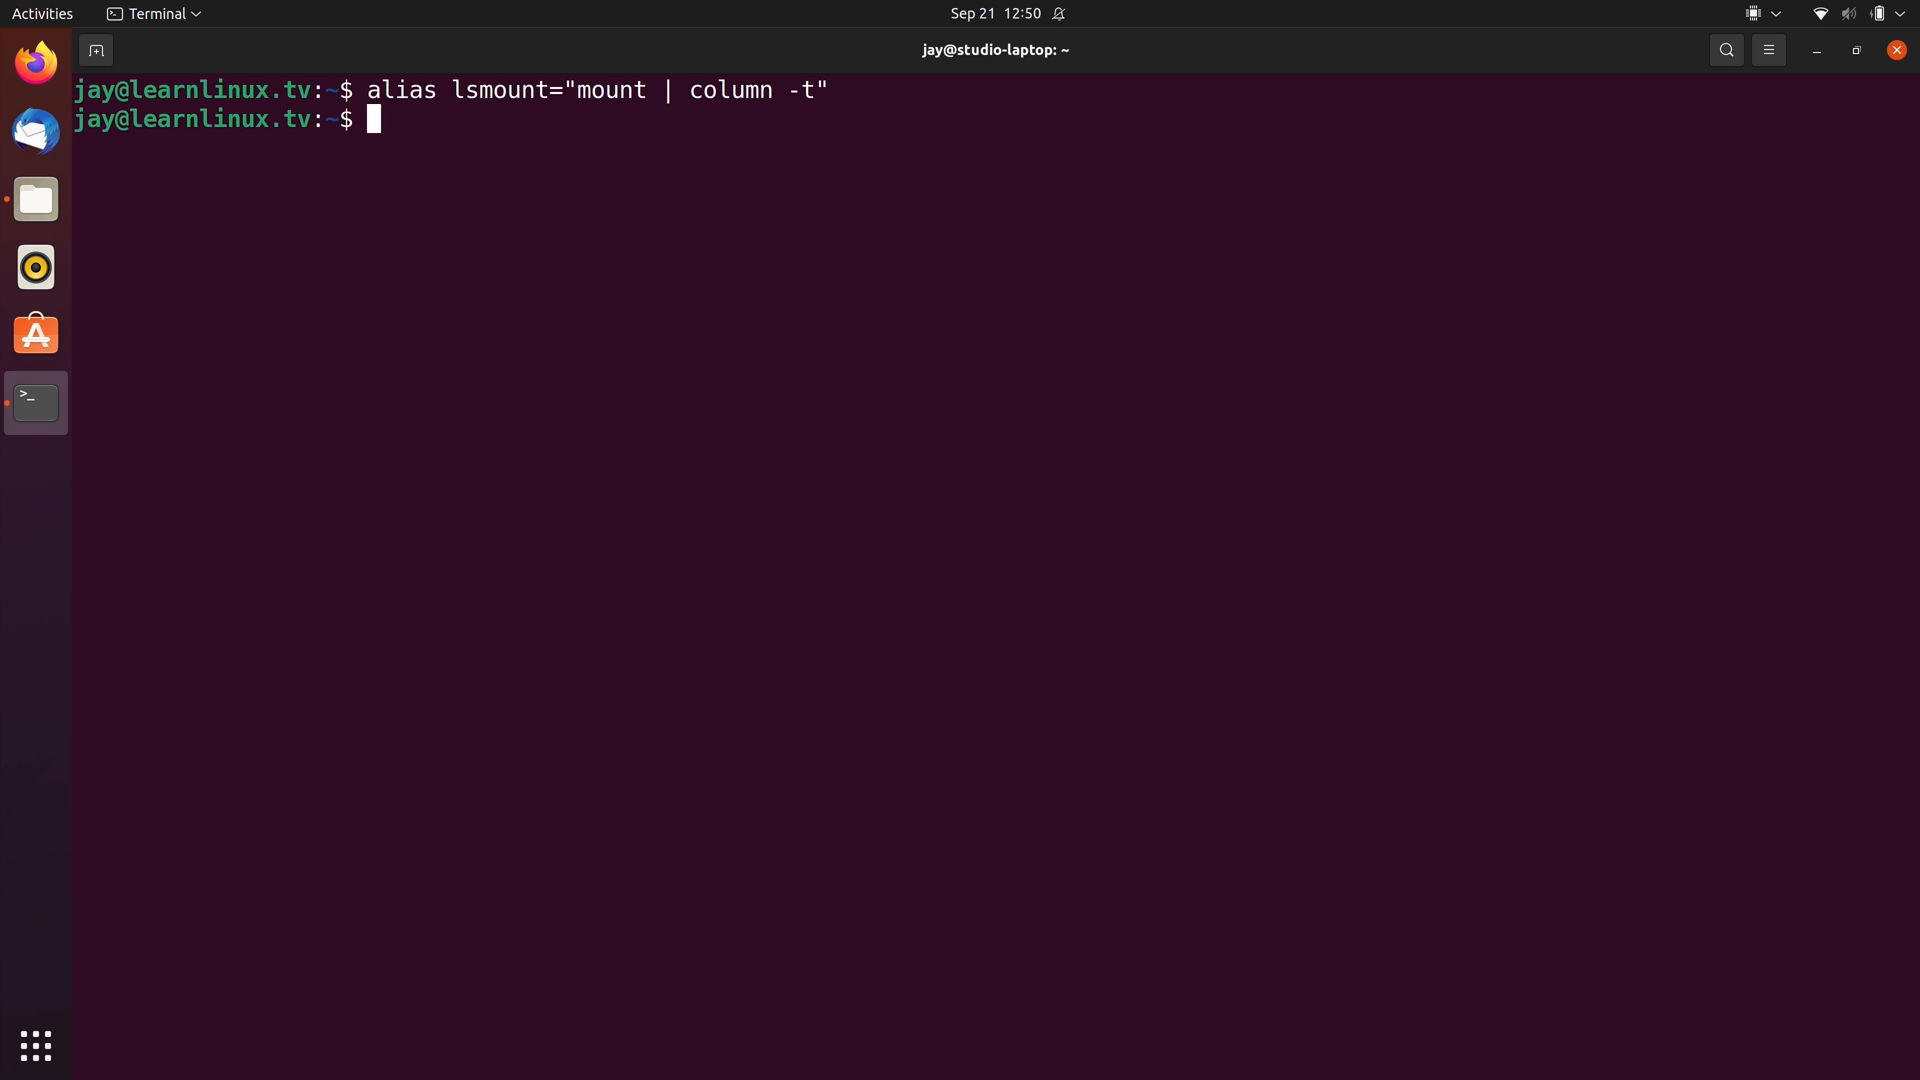 Activities Terminal Sep 21 12:50
jay@studio-laptop: ~
jay@learnlinux.tv:~$ alias lsmount="mount | column -t"
jay@learnlinux.tv:~$